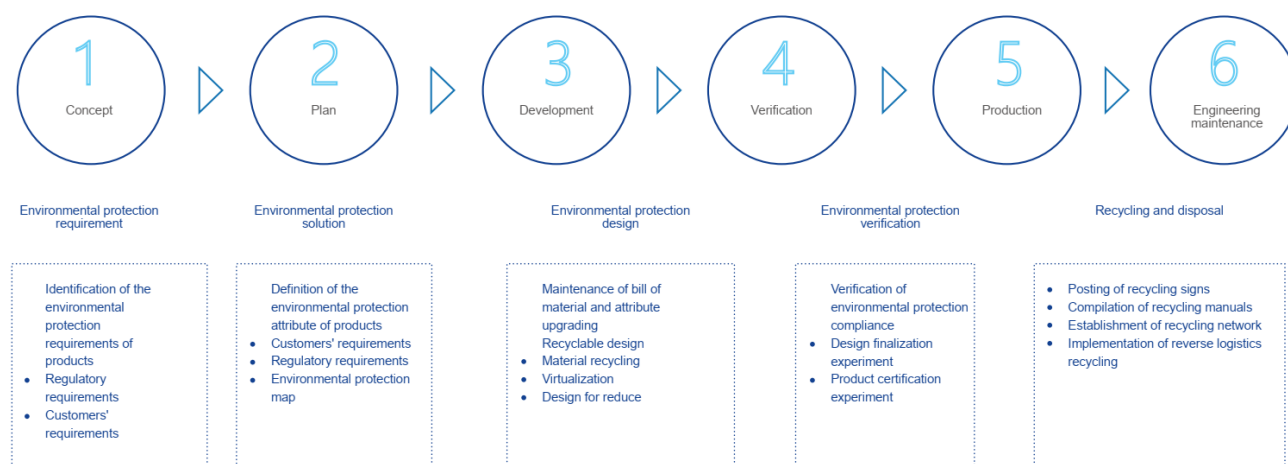 1
Concept
2
Plan
3
Development
4
Verification
5
Production
6
Engineering
maintenance
Environmental protection
requirement
Environmental protection
solution
Environmental protection
design
Environmental protection
verification
Recycling and disposal
Identification of the
environmental
protection
requirements of
products
• Regulatory
requirements
• Customers'
requirements
Definition of the
environmental protection
attribute of products
• Customers' requirements
• Regulatory requirements
• Environmental protection
map
Maintenance of bill of
material and attribute
upgrading
Recyclable design
• Material recycling
• Virtualization
• Design for reduce
Verification of
environmental protection
compliance
• Design finalization
experiment
• Product certification
experiment
• Posting of recycling signs
• Compilation of recycling manuals
• Establishment of recycling network
• Implementation of reverse logistics
recycling